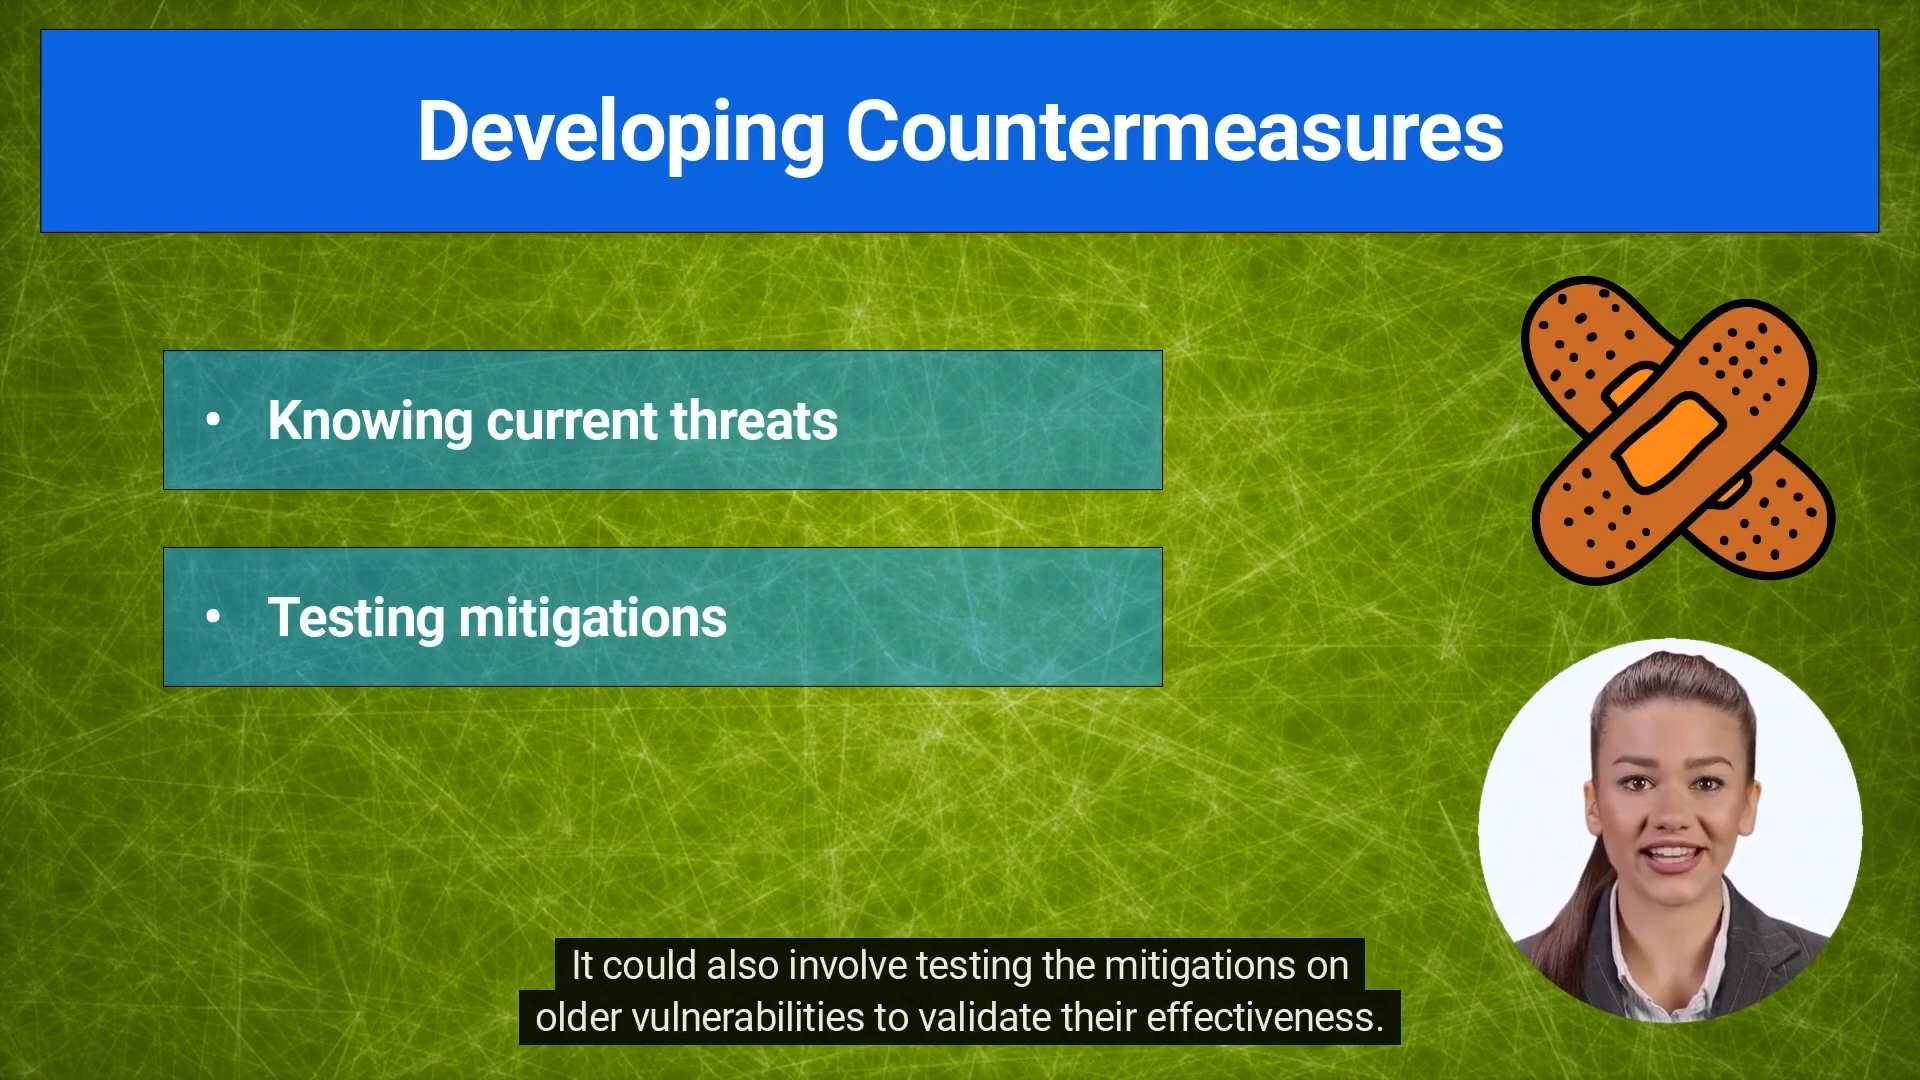 Developing Countermeasures
• Knowing current threats
• Testing mitigations
It could also involve testing the mitigations on
older vulnerabilities to validate their effectiveness.